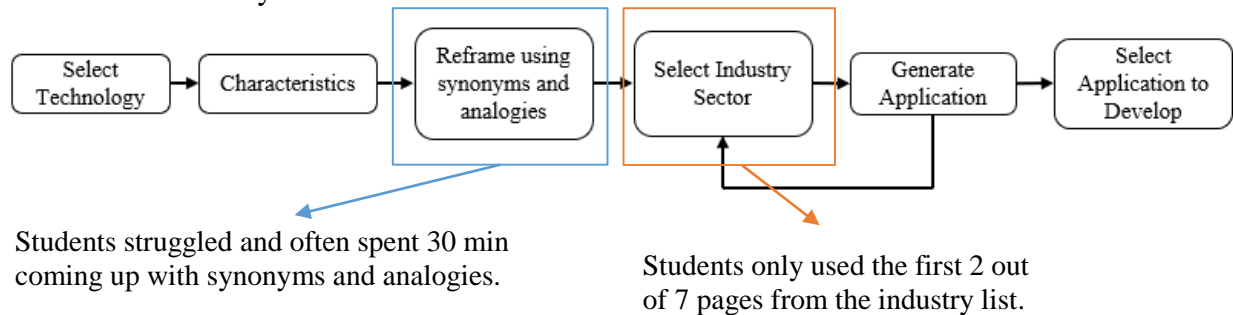 Select
Technology
Characteristics
Reframe using
synonyms and
analogies
Select Industry
Sector
Generate
Application
Select
Application to
Develop
Students struggled and often spent 30 min
coming up with synonyms and analogies.
Students only used the first 2 out
of 7 pages from the industry list.